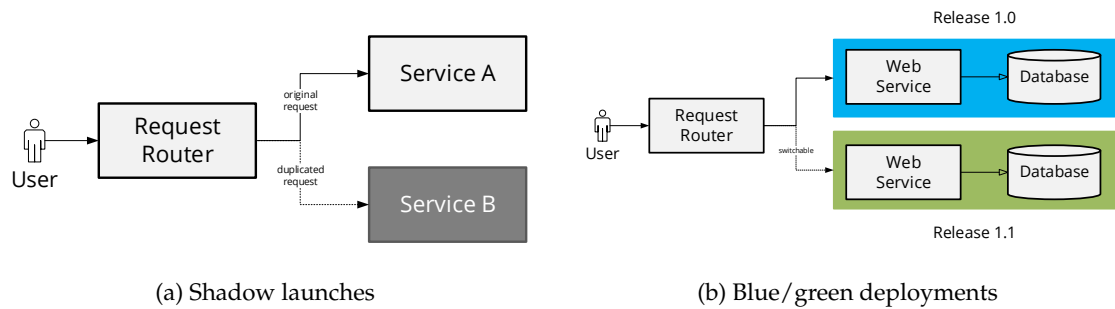 Service A
original
request
Request
Router
User
duplicated
request
Service B
(a) Shadow launches
Release 1.0
Web
Service
Database
Request
Router
User
switchable
Web
Service
Database
Release 1.1
(b) Blue/green deployments